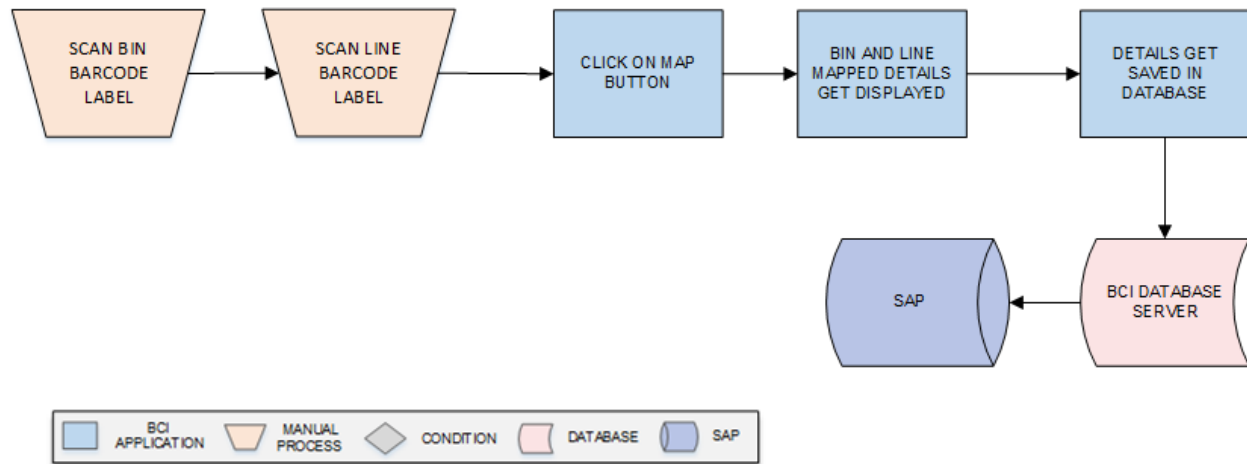 SCAN BIN
BARCODE
LABEL
SCAN LINE
BARCODE
LABEL
CLICK ON MAP
BUTTON
BIN AND LINE
MAPPED DETAILS
GET DISPLAYED
DETAILS GET
SAVED IN
DATABASE
SAP
BCI DATABASE
SERVER
BCI
APPLICATION
MANUAL
PROCESS
CONDITION
DATABASE
SAP